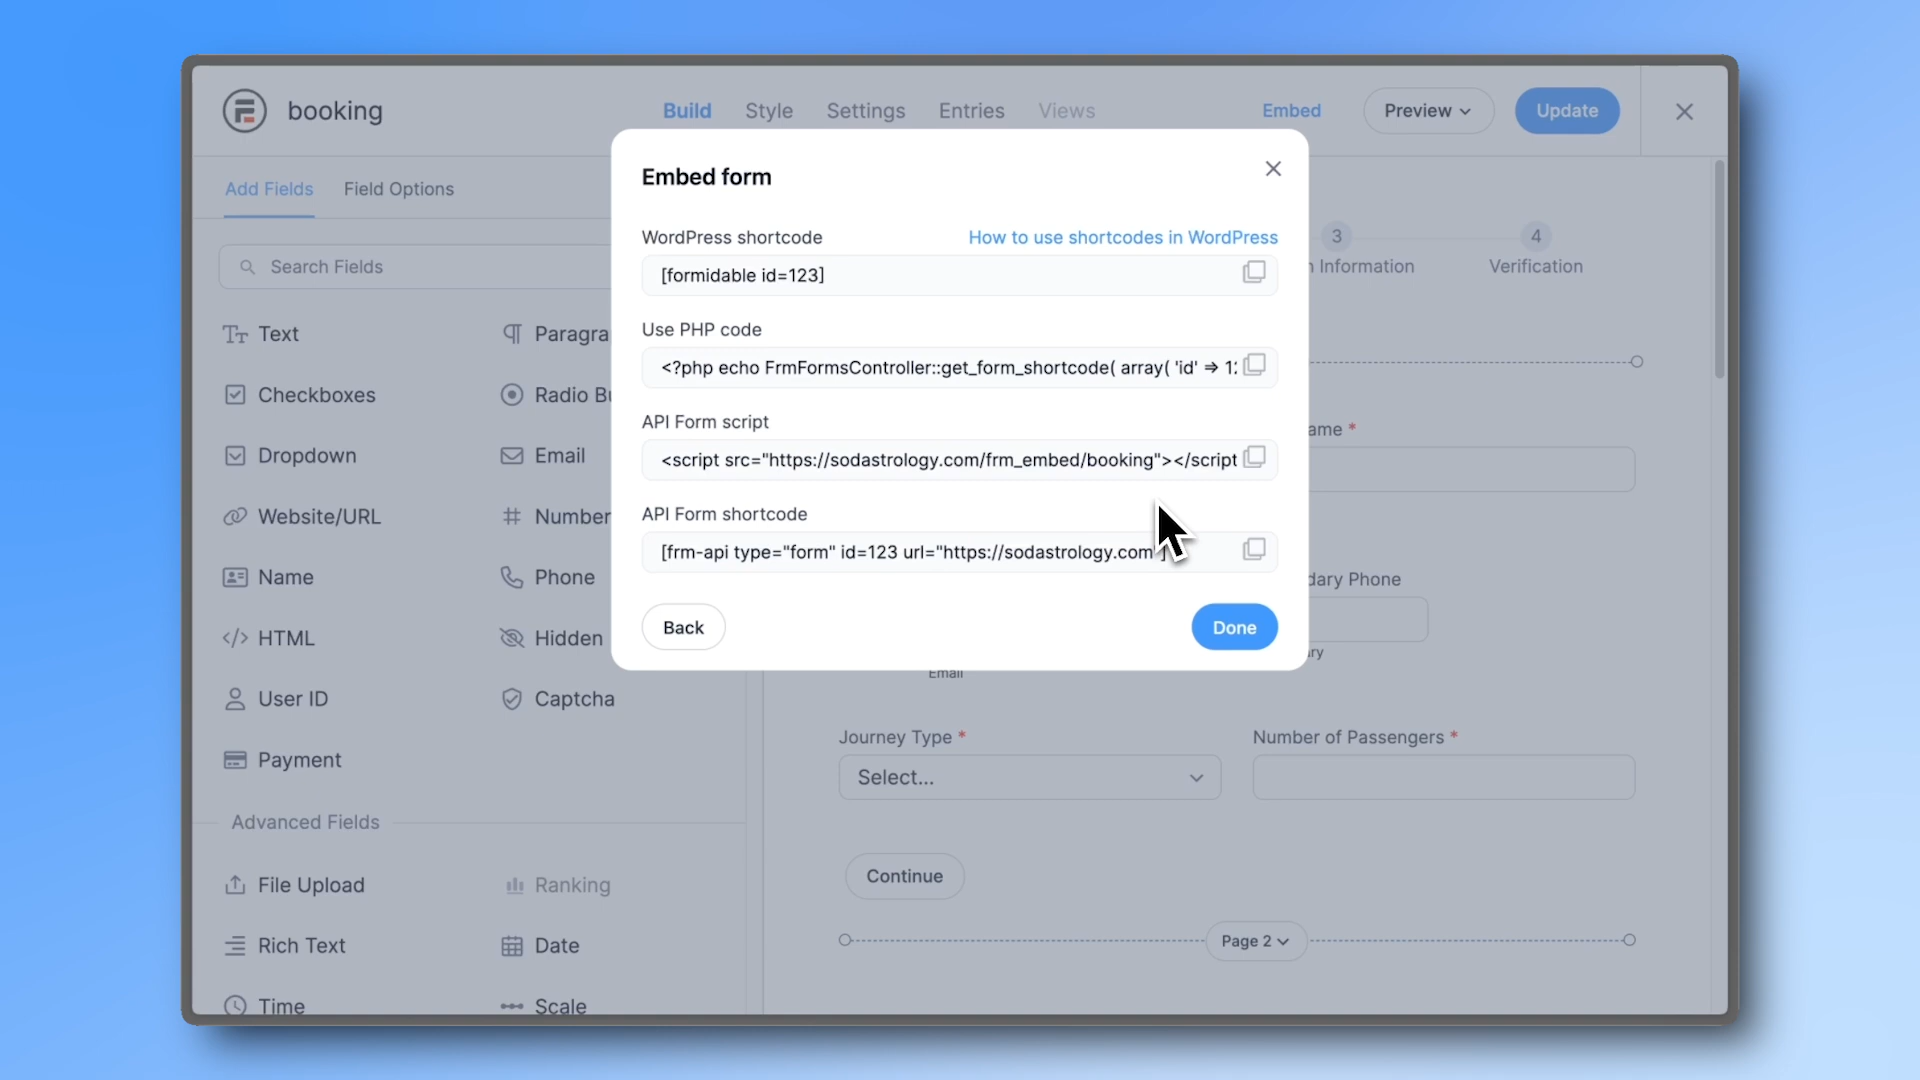 booking
Build
Style
Settings
Entries
Views
Embed
Preview
Update
Add Fields
Field Options
Search Fields
Text
Checkboxes
Radio
Dropdown
Email
Website/URL
Number
Name
Phone
HTML
Hidden
User ID
Captcha
Payment
Advanced Fields
File Upload
Ranking
Rich Text
Date
Time
Scale
Embed form
WordPress shortcode
How to use shortcodes in WordPress
[formidable id=123]
Use PHP code
<?php echo FrmFormsController::get_form_shortcode( array( 'id' =>
API Form script
<script src="https://sodastrology.com/frm_embed/booking"></script
API Form shortcode
[frm-api type="form" id=123 url="https://sodastrology.com
Back
Done
3
Information
4
Verification
*
Phone
Email
Journey Type *
Select...
Number of Passengers *
Continue
Page 2